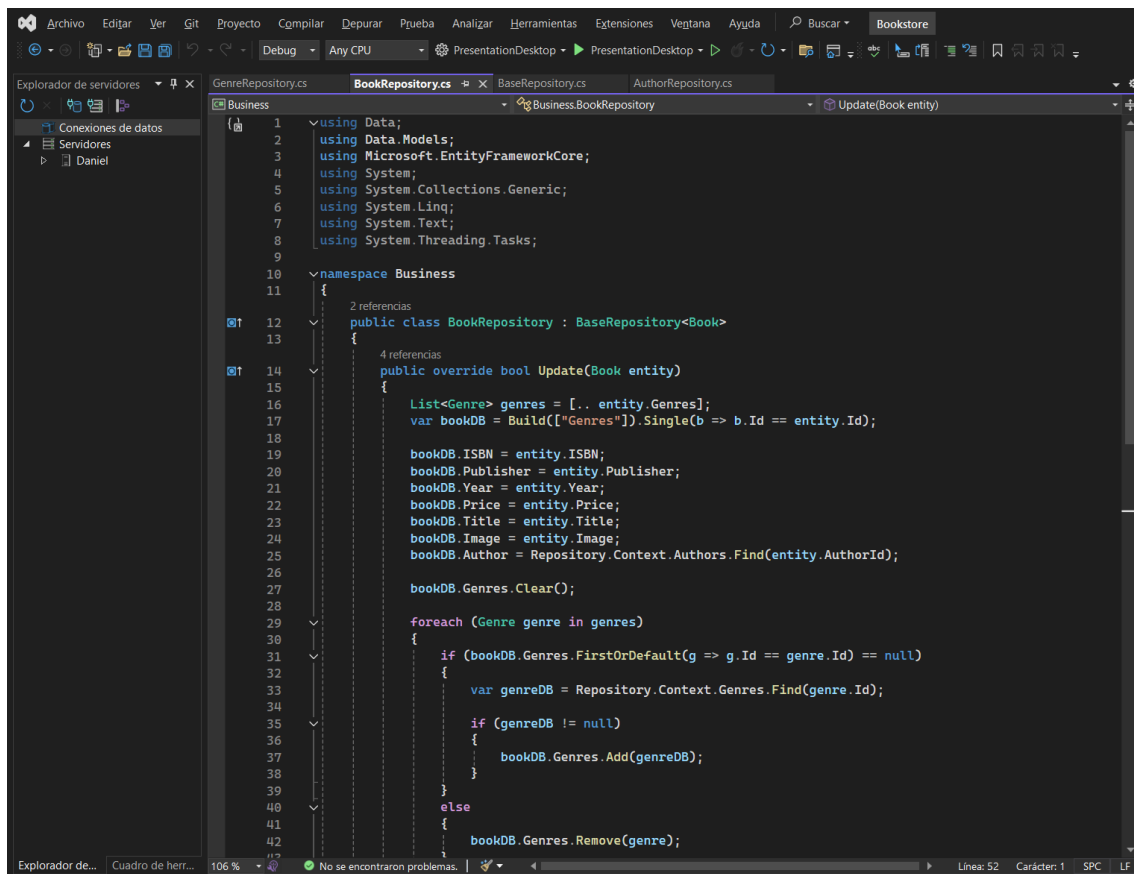 Archivo Editar Ver Git Proyecto Compilar Depurar Prueba Analizar Herramientas Extensiones Ventana Ayuda Buscar Bookstore
Debug Any CPU PresentationDesktop PresentationDesktop
Explorador de servidores GenreRepository.cs BookRepository.cs BaseRepository.cs AuthorRepository.cs
Business Business.BookRepository Update(Book entity)
Conexiones de datos
Servidores
Daniel
1 using Data;
2 using Data.Models;
3 using Microsoft.EntityFrameworkCore;
4 using System;
5 using System.Collections.Generic;
6 using System.Linq;
7 using System.Text;
8 using System.Threading.Tasks;
9
10 namespace Business
11 {
2 referencias
12 public class BookRepository : BaseRepository<Book>
13 {
4 referencias
14 public override bool Update(Book entity)
15 {
16 List<Genre> genres = [.. entity.Genres];
17 var bookDB = Build(["Genres"]).Single(b => b.Id == entity.Id);
18
19 bookDB.ISBN = entity.ISBN;
20 bookDB.Publisher = entity.Publisher;
21 bookDB.Year = entity.Year;
22 bookDB.Price = entity.Price;
23 bookDB.Title = entity.Title;
24 bookDB.Image = entity.Image;
25 bookDB.Author = Repository.Context.Authors.Find(entity.AuthorId);
26
27 bookDB.Genres.Clear();
28
29 foreach (Genre genre in genres)
30 {
31 if (bookDB.Genres.FirstOrDefault(g => g.Id == genre.Id) == null)
32 {
33 var genreDB = Repository.Context.Genres.Find(genre.Id);
34
35 if (genreDB != null)
36 {
37 bookDB.Genres.Add(genreDB);
38 }
39 }
40 else
41 {
42 bookDB.Genres.Remove(genre);
43 }
Explorador de... Cuadro de herr... 106 % No se encontraron problemas. Línea: 52 Carácter: 1 SPC LF